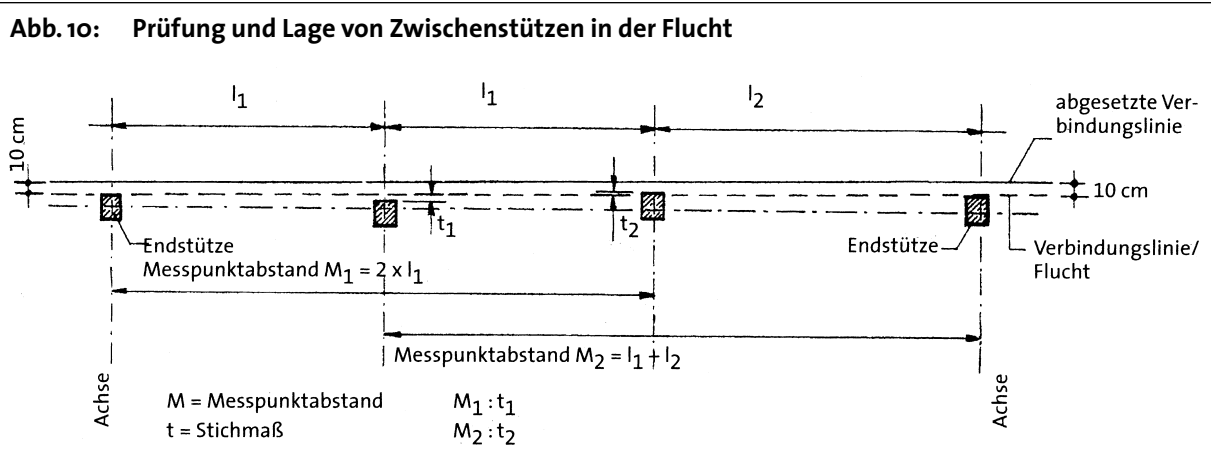 Abb. 10: Prüfung und Lage von Zwischenstützen in der Flucht
l1 l1 l2
abgesetzte Ver-
bindungslinie
10 cm
10 cm
t1 t2
Endstütze Endstütze
Verbindungslinie/
Flucht
Messpunktabstand M1 = 2 x l1
Messpunktabstand M2 = l1 + l2
Achse Achse
M = Messpunktabstand M1 : t1
t = Stichmaß M2 : t2